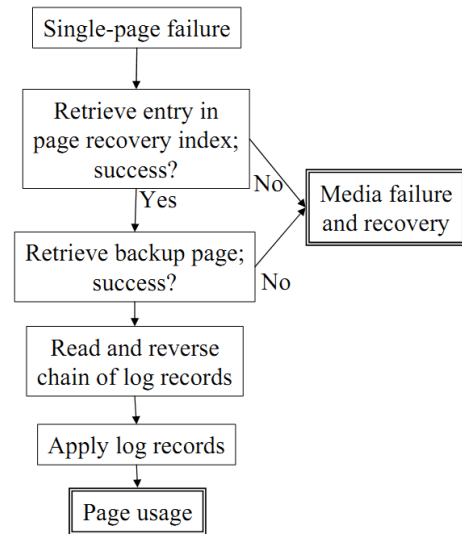 Single-page failure
Retrieve entry in
page recovery index;
success?
No
Yes
Media failure
and recovery
Retrieve backup page;
success?
No
Read and reverse
chain of log records
Apply log records
Page usage